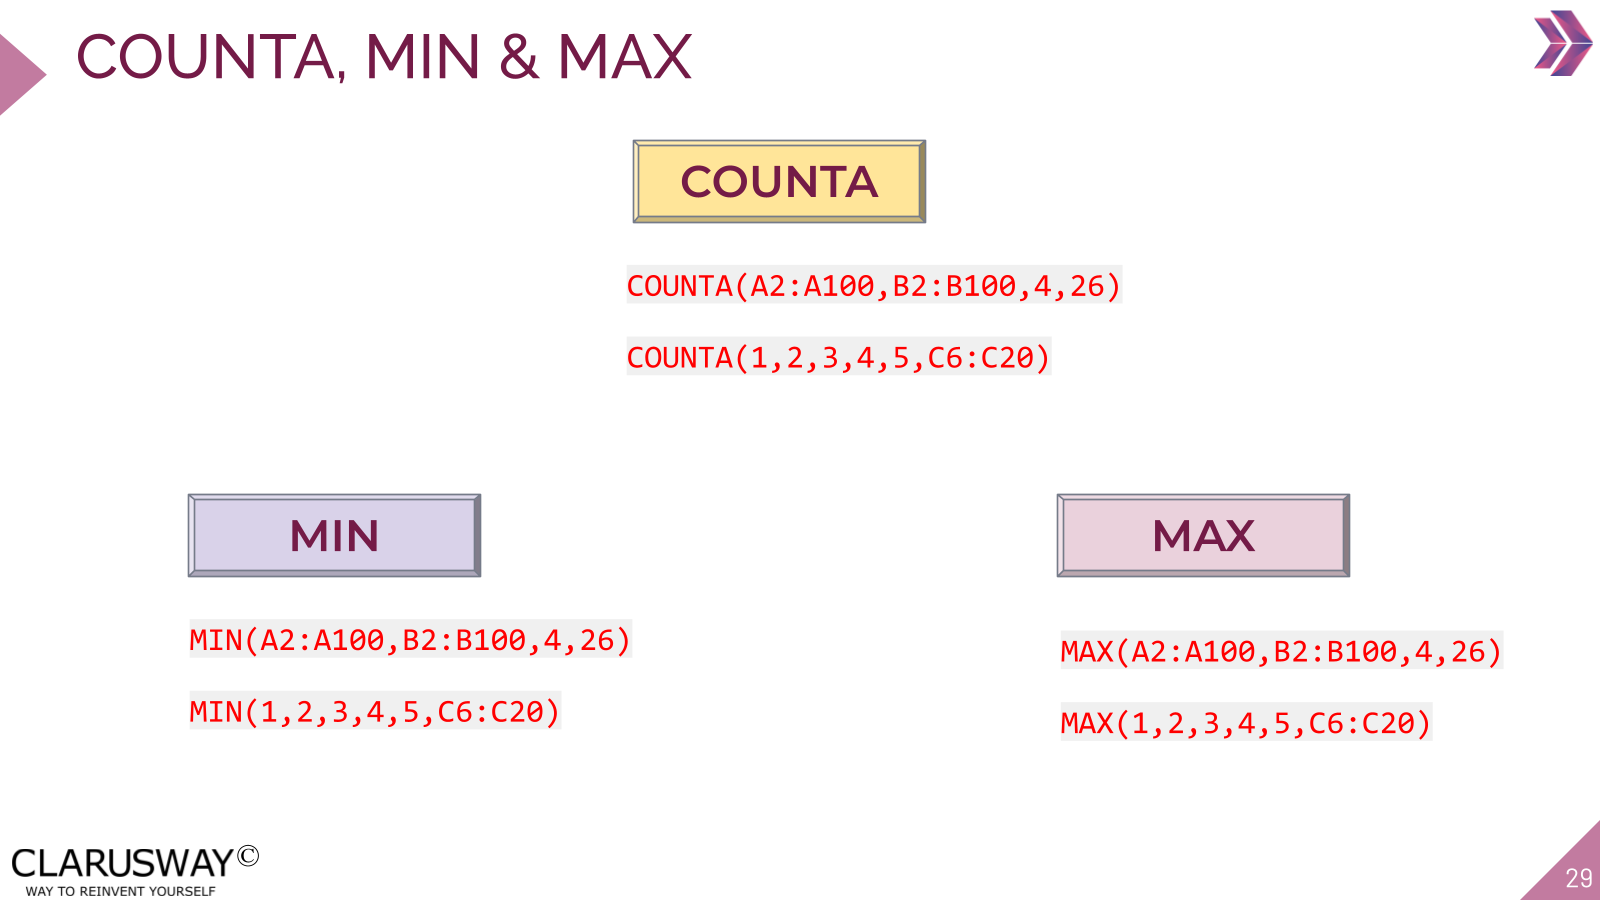 COUNTA, MIN & MAX
COUNTA
COUNTA(A2:A100,B2:B100,4,26)
COUNTA(1,2,3,4,5,C6:C20)
MIN
MIN(A2:A100,B2:B100,4,26)
MIN(1,2,3,4,5,C6:C20)
MAX
MAX(A2:A100,B2:B100,4,26)
MAX(1,2,3,4,5,C6:C20)
CLARUSWAY©
WAY TO REINVENT YOURSELF
29